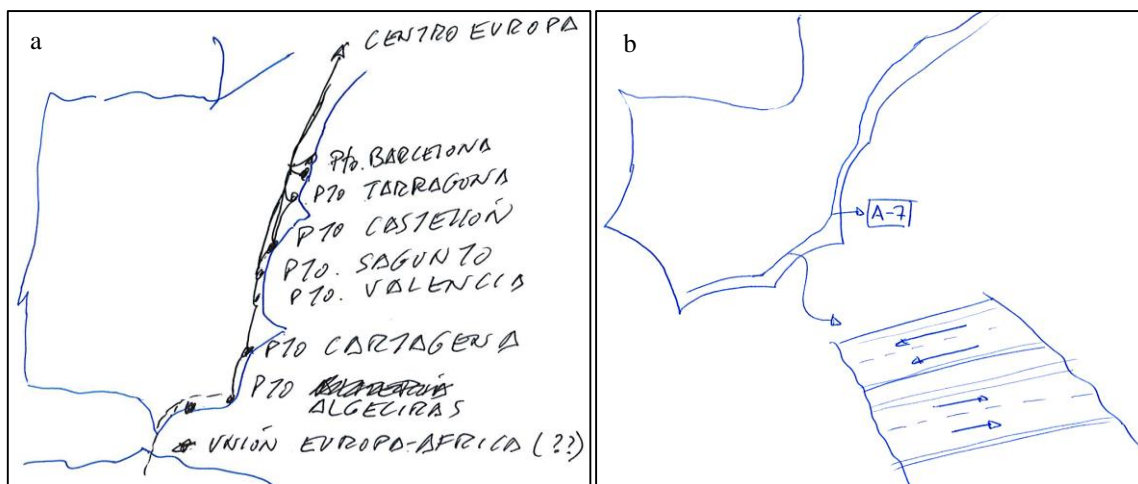 a
CENTRO EUROPA
Pto. BARCELONA
PTO TARRAGONA
PTO CASTELLÓN
PTO. SAGUNTO
PTO. VALENCIA
PTO CARTAGENA
PTO
ALGECIRAS
UNIÓN EUROPA-AFRICA (??)
b
A-7